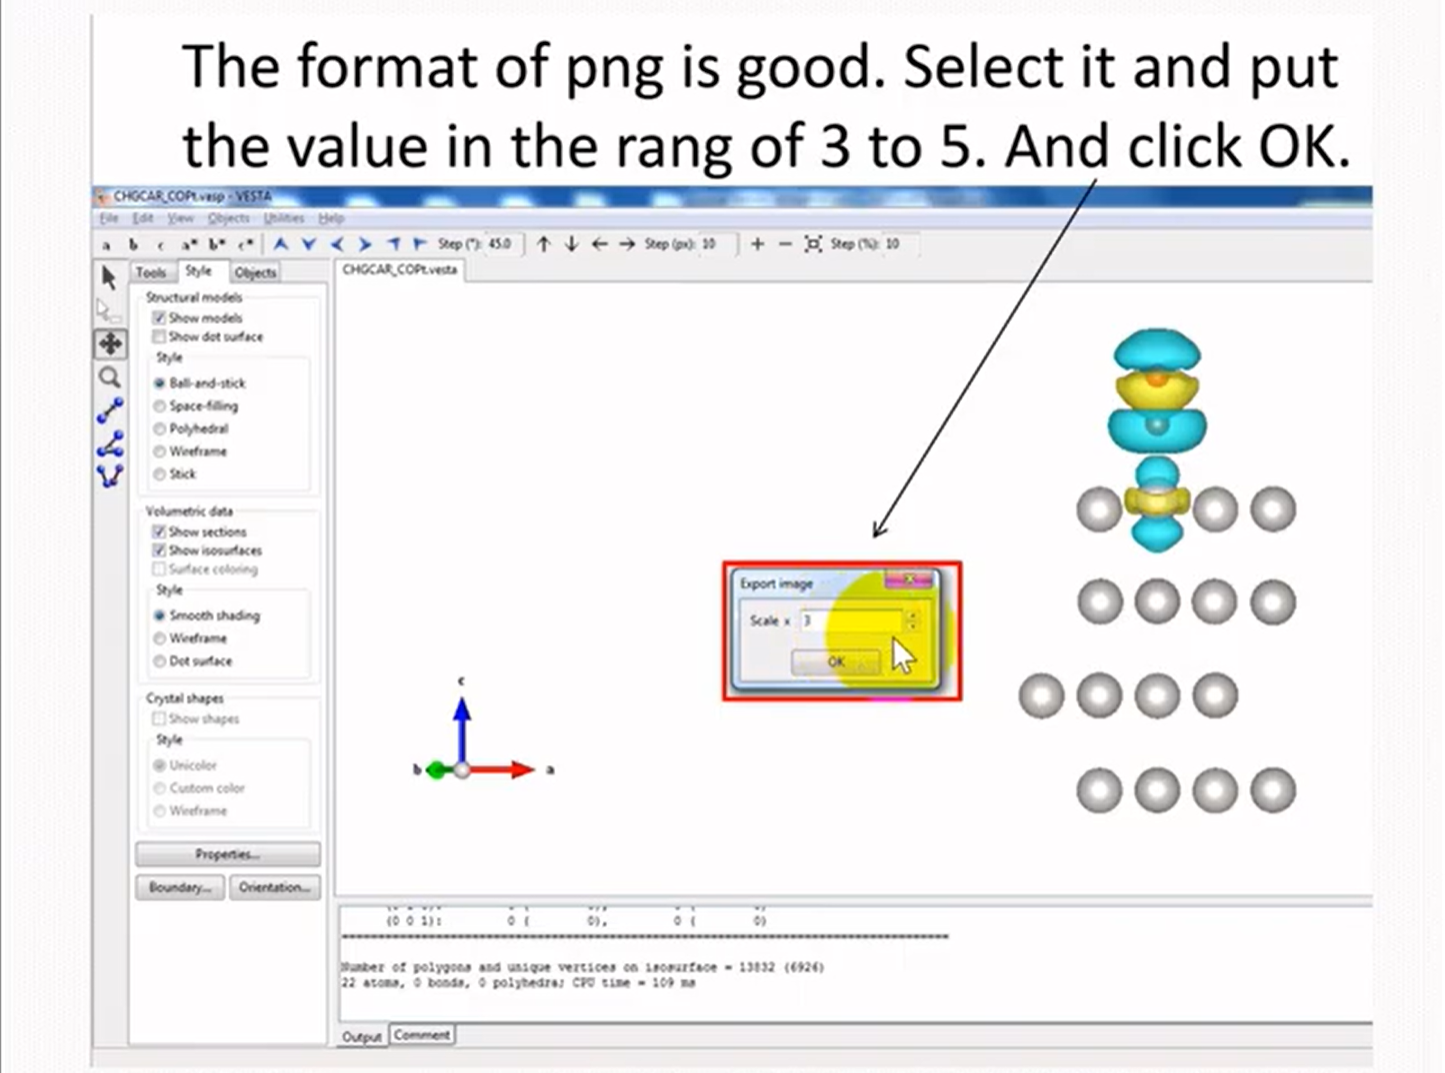 The format of png is good. Select it and put
the value in the rang of 3 to 5. And click OK.
CHGCAR_COPt.vasp - VESTA
File Edit View Objects Utilities Help
a b c a* b* c* Step (°): 45.0 Step (px): 10 Step (%): 10
Tools Style Objects
CHGCAR_COPt.vesta
Structural models
Show models
Show dot surface
Style
Ball-and-stick
Space-filling
Polyhedral
Wireframe
Stick
Volumetric data
Show sections
Show isosurfaces
Surface coloring
Style
Smooth shading
Wireframe
Dot surface
Crystal shapes
Show shapes
Style
Unicolor
Custom color
Wireframe
Properties...
Boundary... Orientation...
Export image
Scale x 3
OK
c
b a
(0 0 1): 0 ( 0), 0 ( 0)
Number of polygons and unique vertices on isosurface = 13832 (6926)
22 atoms, 0 bonds, 0 polyhedra; CPU time = 109 ms
Output Comment